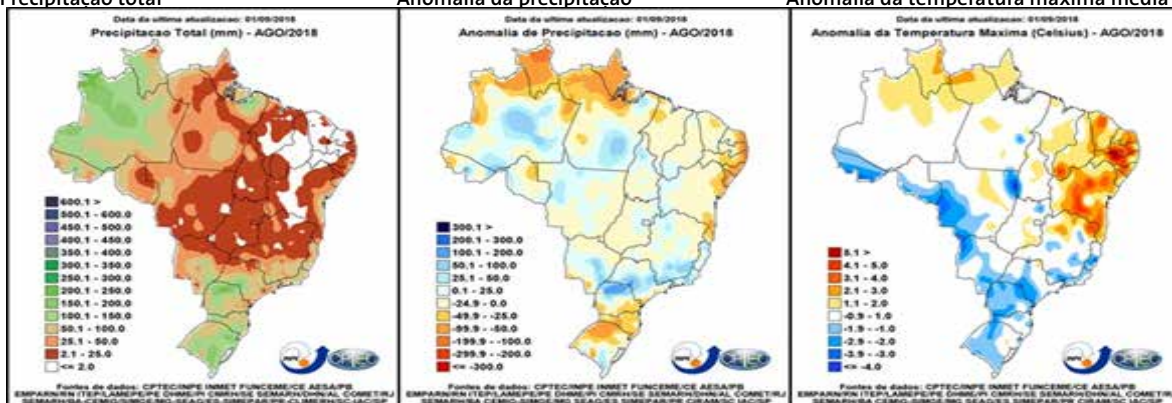 Precipitação total
Anomalia da precipitação
Anomalia da temperatura máxima média
Data da ultima atualizacao: 01/09/2018
Precipitacao Total (mm) - AGO/2018
600.1 >
500.1 - 600.0
450.1 - 500.0
400.1 - 450.0
350.1 - 400.0
300.1 - 350.0
250.1 - 300.0
200.1 - 250.0
150.1 - 200.0
100.1 - 150.0
50.1 - 100.0
25.1 - 50.0
2.1 - 25.0
<= 2.0
INPE
CPTEC
Fontes de dados: CPTEC/INPE INMET FUNCEME/CE AESA/PB
Data da ultima atualizacao: 01/09/2018
Anomalia de Precipitacao (mm) - AGO/2018
300.1 >
200.1 - 300.0
100.1 - 200.0
50.1 - 100.0
25.1 - 50.0
0.1 - 25.0
-24.9 - 0.0
-49.9 - -25.0
-99.9 - -50.0
-199.9 - -100.0
-299.9 - -200.0
<= -300.0
INPE
CPTEC
Fontes de dados: CPTEC/INPE INMET FUNCEME/CE AESA/PB
Data da ultima atualizacao: 01/09/2018
Anomalia da Temperatura Maxima (Celsius) - AGO/2018
5.1 >
4.1 - 5.0
3.1 - 4.0
2.1 - 3.0
1.1 - 2.0
-0.9 - 1.0
-1.9 - -1.0
-2.9 - -2.0
-3.9 - -3.0
<= -4.0
INPE
CPTEC
Fontes de dados: CPTEC/INPE INMET FUNCEME/CE AESA/PB